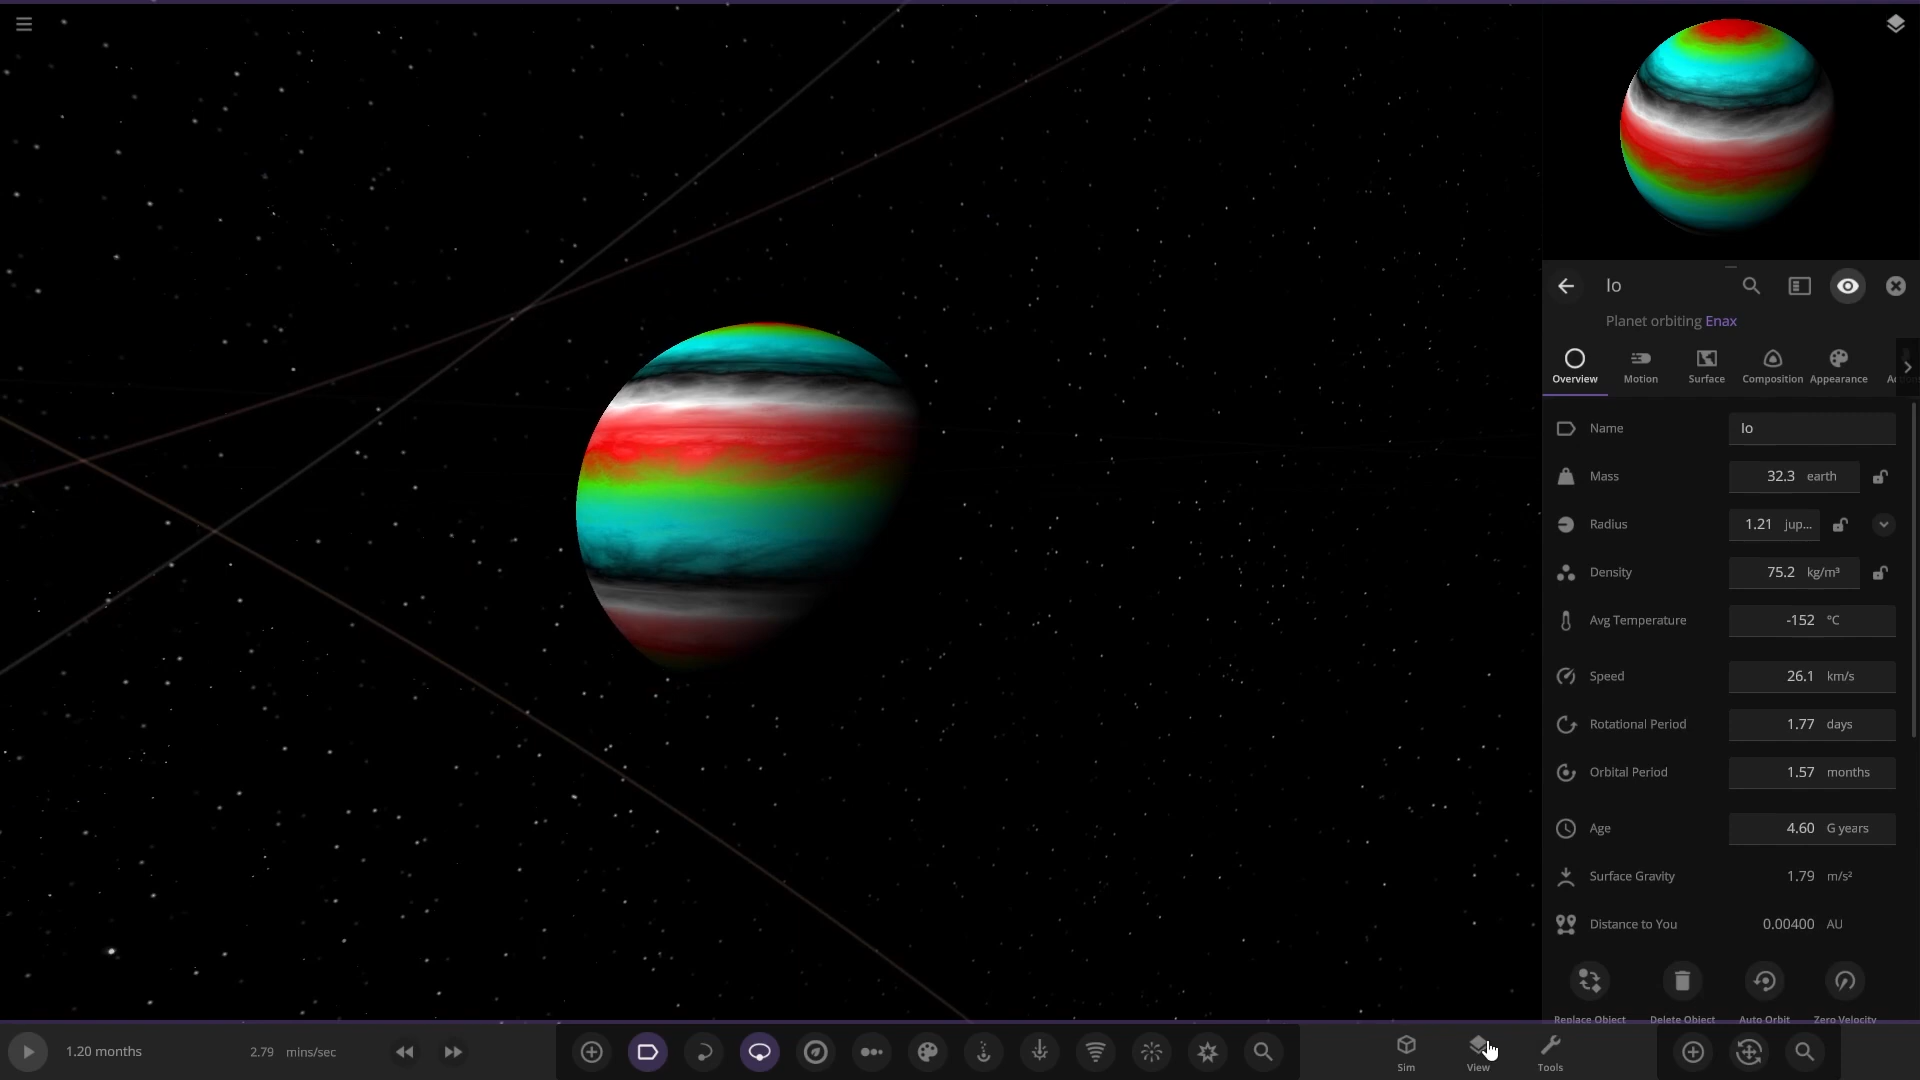 Io
Planet orbiting Enax
Overview
Motion
Surface
Composition
Appearance
Name Io
Mass 32.3 earth
Radius 1.21 jup...
Density 75.2 kg/m³
Avg Temperature -152 °C
Speed 26.1 km/s
Rotational Period 1.77 days
Orbital Period 1.57 months
Age 4.60 G years
Surface Gravity 1.79 m/s²
Distance to You 0.00400 AU
Replace Object
Delete Object
Auto Orbit
Zero Velocity
1.20 months
2.79 mins/sec
Sim
View
Tools